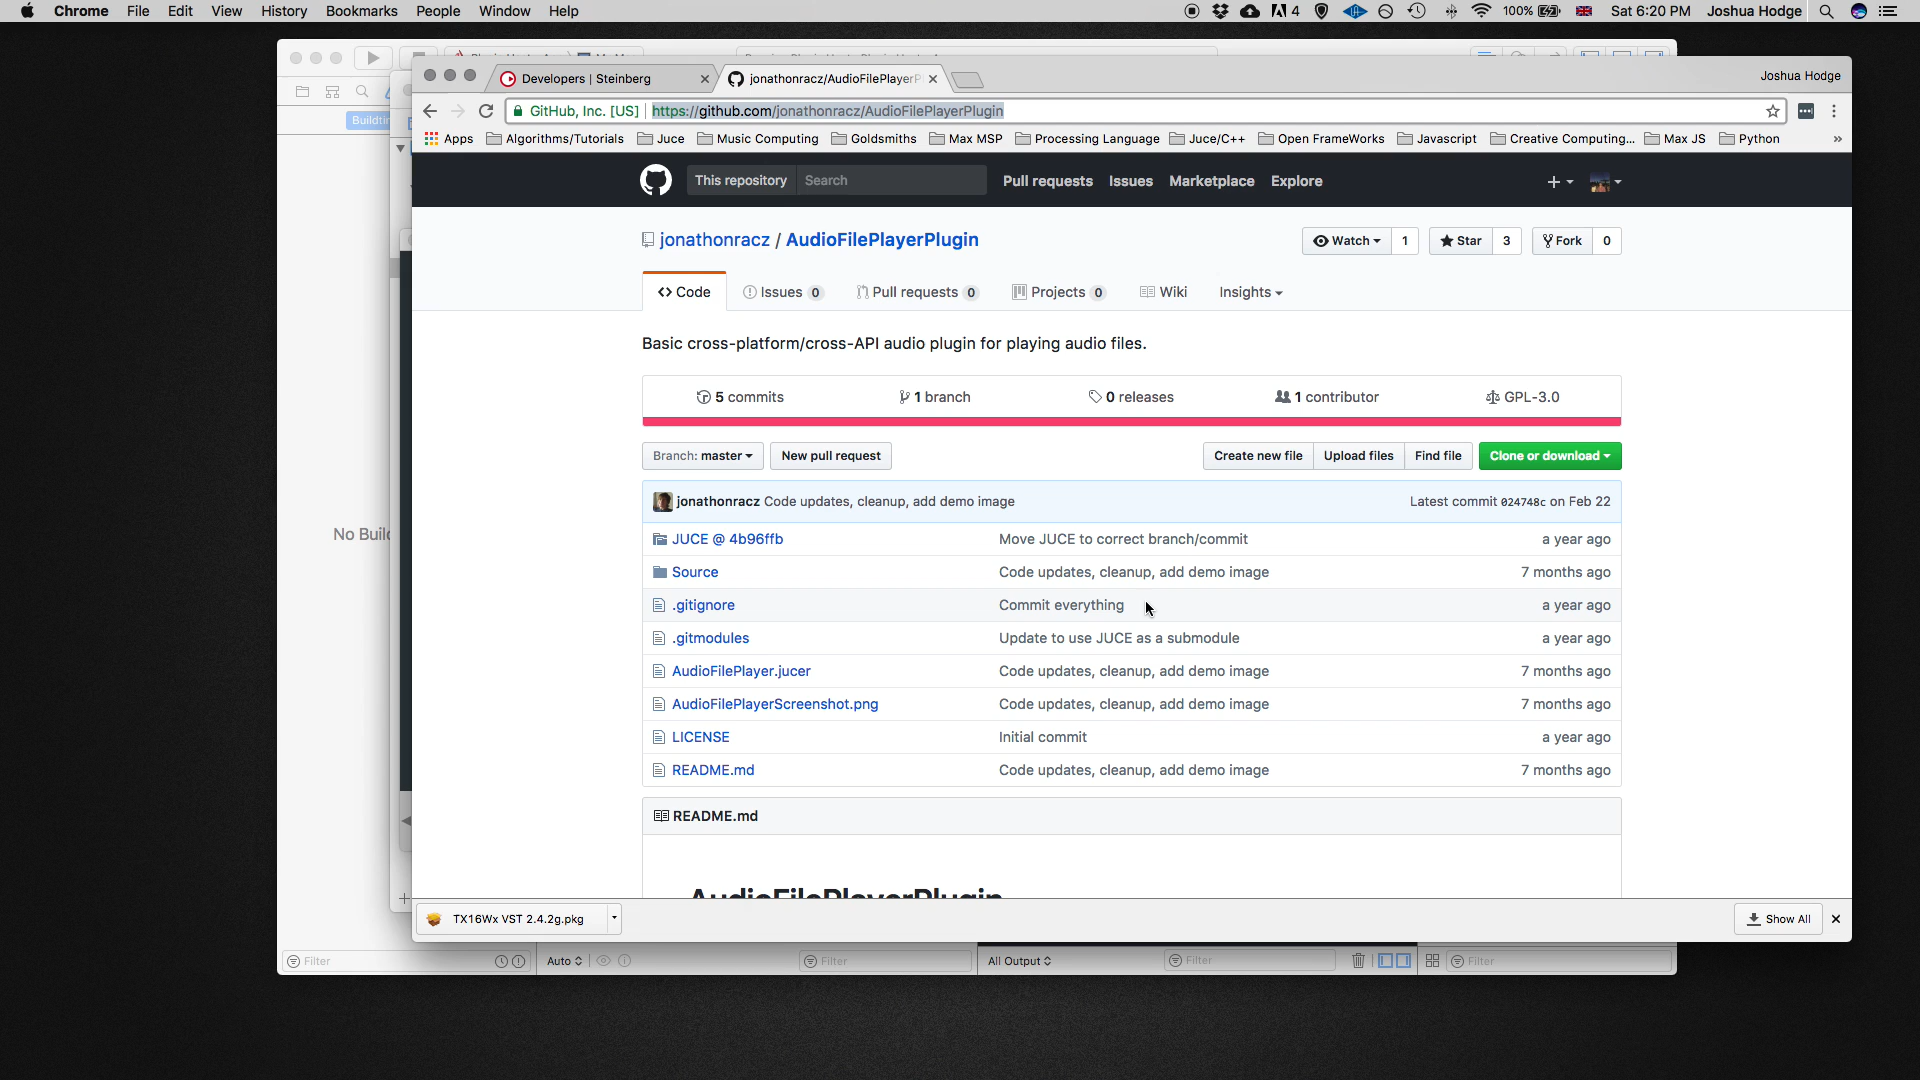 Chrome File Edit View History Bookmarks People Window Help
4 100% Sat 6:20 PM Joshua Hodge
Developers | Steinberg jonathonracz/AudioFilePlayerP Joshua Hodge
GitHub, Inc. [US] https://github.com/jonathonracz/AudioFilePlayerPlugin
Apps Algorithms/Tutorials Juce Music Computing Goldsmiths Max MSP Processing Language Juce/C++ Open FrameWorks Javascript Creative Computing... Max JS Python »
This repository Search Pull requests Issues Marketplace Explore
jonathonracz / AudioFilePlayerPlugin
Watch 1 Star 3 Fork 0
Code Issues 0 Pull requests 0 Projects 0 Wiki Insights
Basic cross-platform/cross-API audio plugin for playing audio files.
5 commits 1 branch 0 releases 1 contributor GPL-3.0
Branch: master New pull request Create new file Upload files Find file Clone or download
jonathonracz Code updates, cleanup, add demo image Latest commit 024748c on Feb 22
JUCE @ 4b96ffb Move JUCE to correct branch/commit a year ago
Source Code updates, cleanup, add demo image 7 months ago
.gitignore Commit everything a year ago
.gitmodules Update to use JUCE as a submodule a year ago
AudioFilePlayer.jucer Code updates, cleanup, add demo image 7 months ago
AudioFilePlayerScreenshot.png Code updates, cleanup, add demo image 7 months ago
LICENSE Initial commit a year ago
README.md Code updates, cleanup, add demo image 7 months ago
README.md
AudioFilePlayerPlugin
No Buil
TX16Wx VST 2.4.2g.pkg Show All
Filter Auto Filter All Output Filter Filter